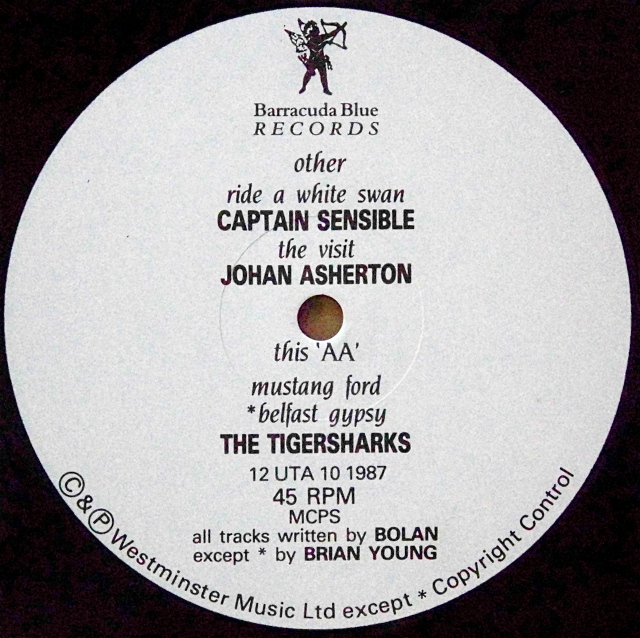 Barracuda Blue
RECORDS
other
ride a white swan
CAPTAIN SENSIBLE
the visit
JOHAN ASHERTON
this 'AA'
mustang ford
*belfast gypsy
THE TIGERSHARKS
12 UTA 10 1987
45 RPM
MCPS
all tracks written by BOLAN
except * by BRIAN YOUNG
©&℗ Westminster Music Ltd except * Copyright Control